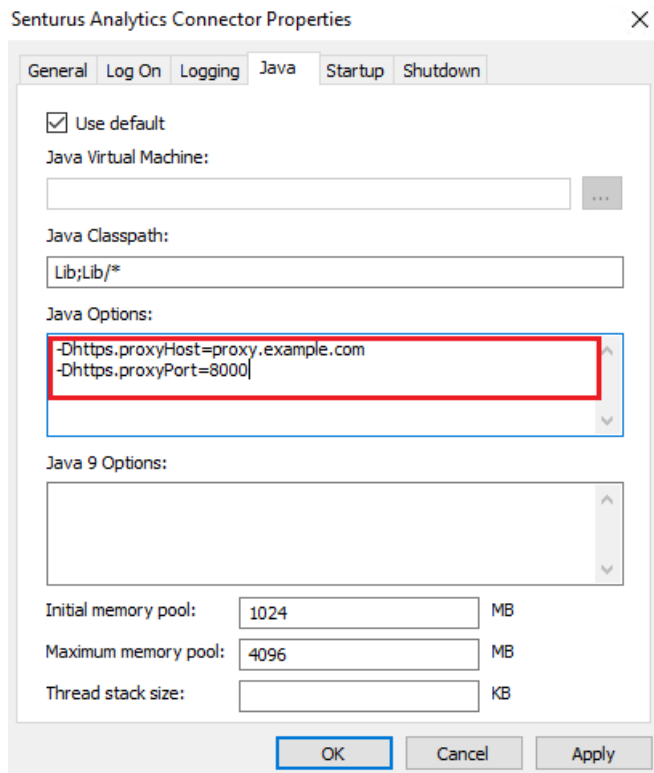 Senturus Analytics Connector Properties
General Log On Logging Java Startup Shutdown
Use default
Java Virtual Machine:
...
Java Classpath:
Lib;Lib/*
Java Options:
-Dhttps.proxyHost=proxy.example.com
-Dhttps.proxyPort=8000
Java 9 Options:
Initial memory pool: 1024 MB
Maximum memory pool: 4096 MB
Thread stack size: KB
OK Cancel Apply